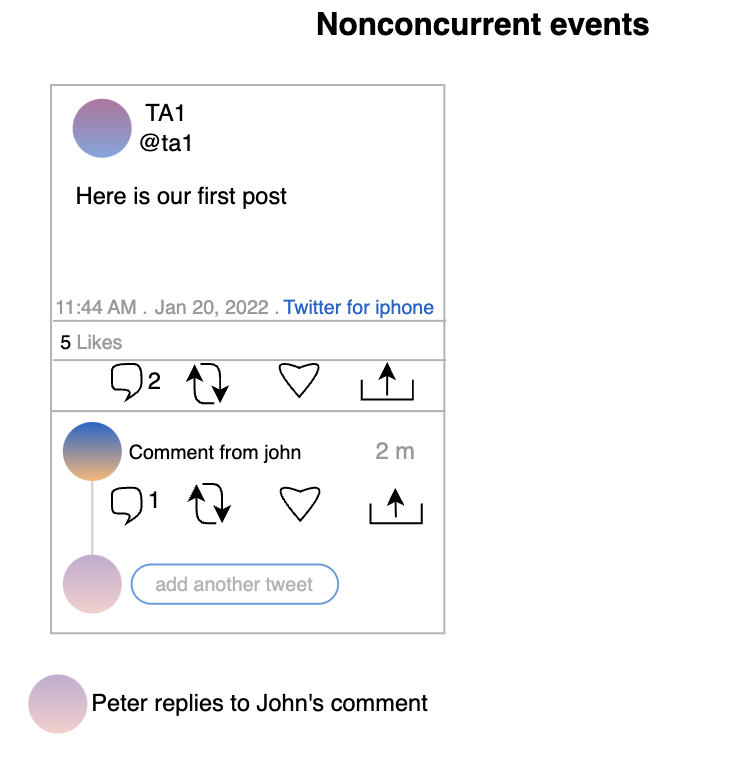 Nonconcurrent events
TA1
@ta1
Here is our first post
11:44 AM . Jan 20, 2022 . Twitter for iphone
5 Likes
2
Comment from john 2 m
1
add another tweet
Peter replies to John's comment